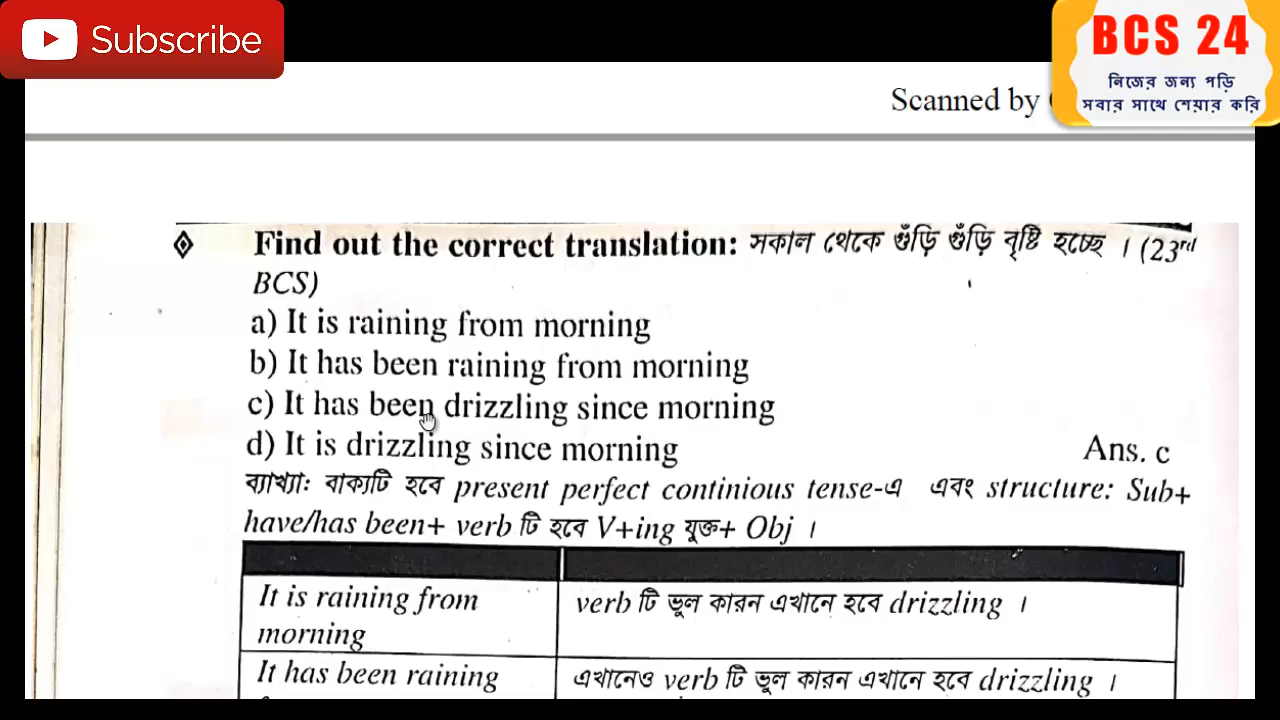 Subscribe
BCS 24
নিজের জন্য পড়ি
সবার সাথে শেয়ার করি
Scanned by
Find out the correct translation: সকাল থেকে গুঁড়ি গুঁড়ি বৃষ্টি হচ্ছে । (23rd
BCS)
a) It is raining from morning
b) It has been raining from morning
c) It has been drizzling since morning
d) It is drizzling since morning Ans. c
ব্যাখ্যাঃ বাক্যটি হবে present perfect continious tense-এ এবং structure: Sub+
have/has been+ verb টি হবে V+ing যুক্ত+ Obj ।
It is raining from verb টি ভুল কারন এখানে হবে drizzling ।
morning
It has been raining এখানেও verb টি ভুল কারন এখানে হবে drizzling ।